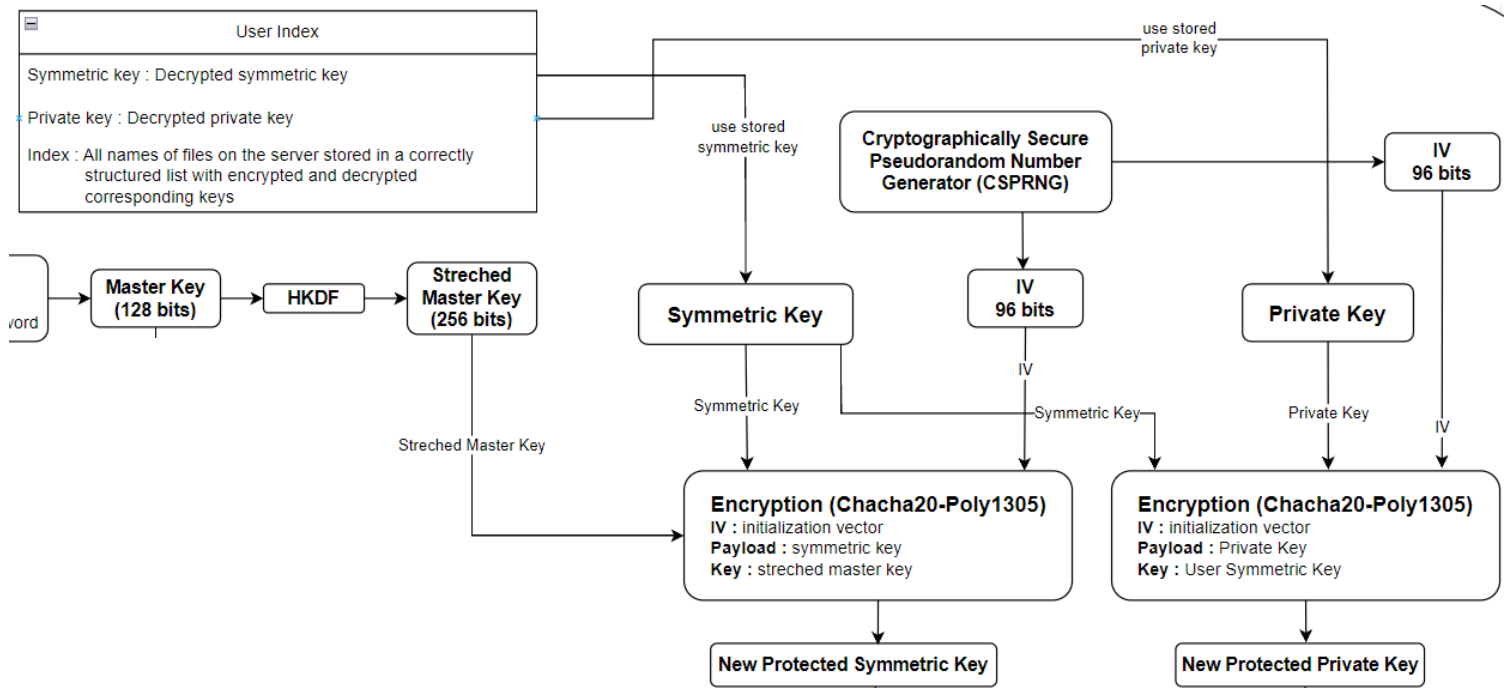 User Index
Symmetric key : Decrypted symmetric key
Private key : Decrypted private key
Index : All names of files on the server stored in a correctly
structured list with encrypted and decrypted
corresponding keys
use stored
private key
use stored
symmetric key
Cryptographically Secure
Pseudorandom Number
Generator (CSPRNG)
IV
96 bits
Master Key
(128 bits)
HKDF
Streched
Master Key
(256 bits)
Symmetric Key
IV
96 bits
Private Key
IV
Symmetric Key
Symmetric Key
Private Key
IV
Streched Master Key
Encryption (Chacha20-Poly1305)
IV : initialization vector
Payload : symmetric key
Key : streched master key
Encryption (Chacha20-Poly1305)
IV : initialization vector
Payload : Private Key
Key : User Symmetric Key
New Protected Symmetric Key
New Protected Private Key